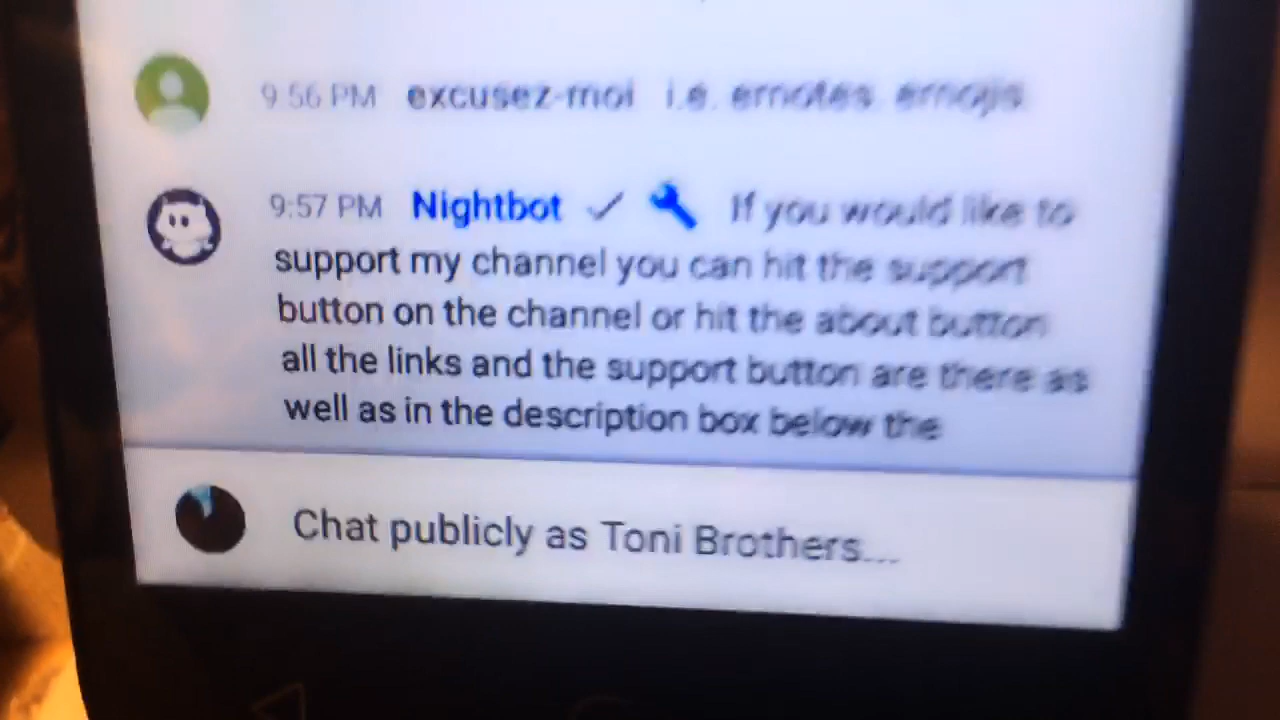 9:56 PM excusez-moi i.e. emotes emojis
9:57 PM Nightbot If you would like to
support my channel you can hit the support
button on the channel or hit the about button
all the links and the support button are there as
well as in the description box below the
Chat publicly as Toni Brothers...